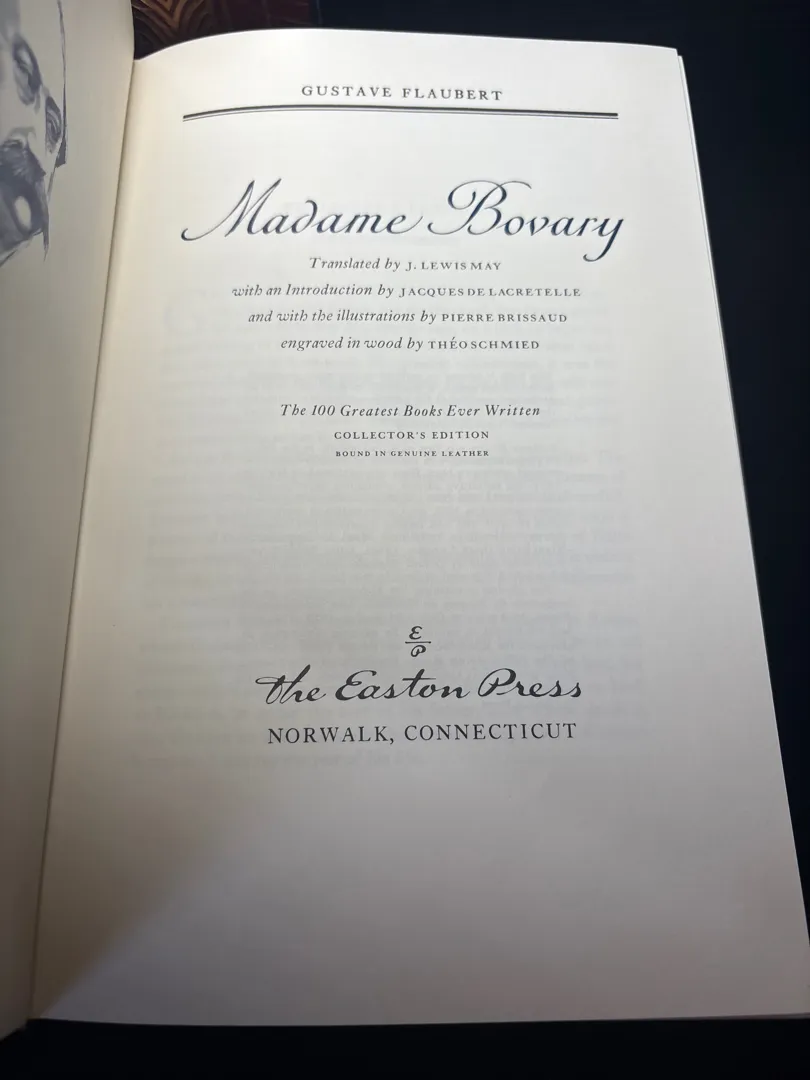 GUSTAVE FLAUBERT
Madame Bovary
Translated by J. LEWIS MAY
with an Introduction by JACQUES DE LACRETELLE
and with the illustrations by PIERRE BRISSAUD
engraved in wood by THÉO SCHMIED
The 100 Greatest Books Ever Written
COLLECTOR'S EDITION
BOUND IN GENUINE LEATHER
E
P
The Easton Press
NORWALK, CONNECTICUT